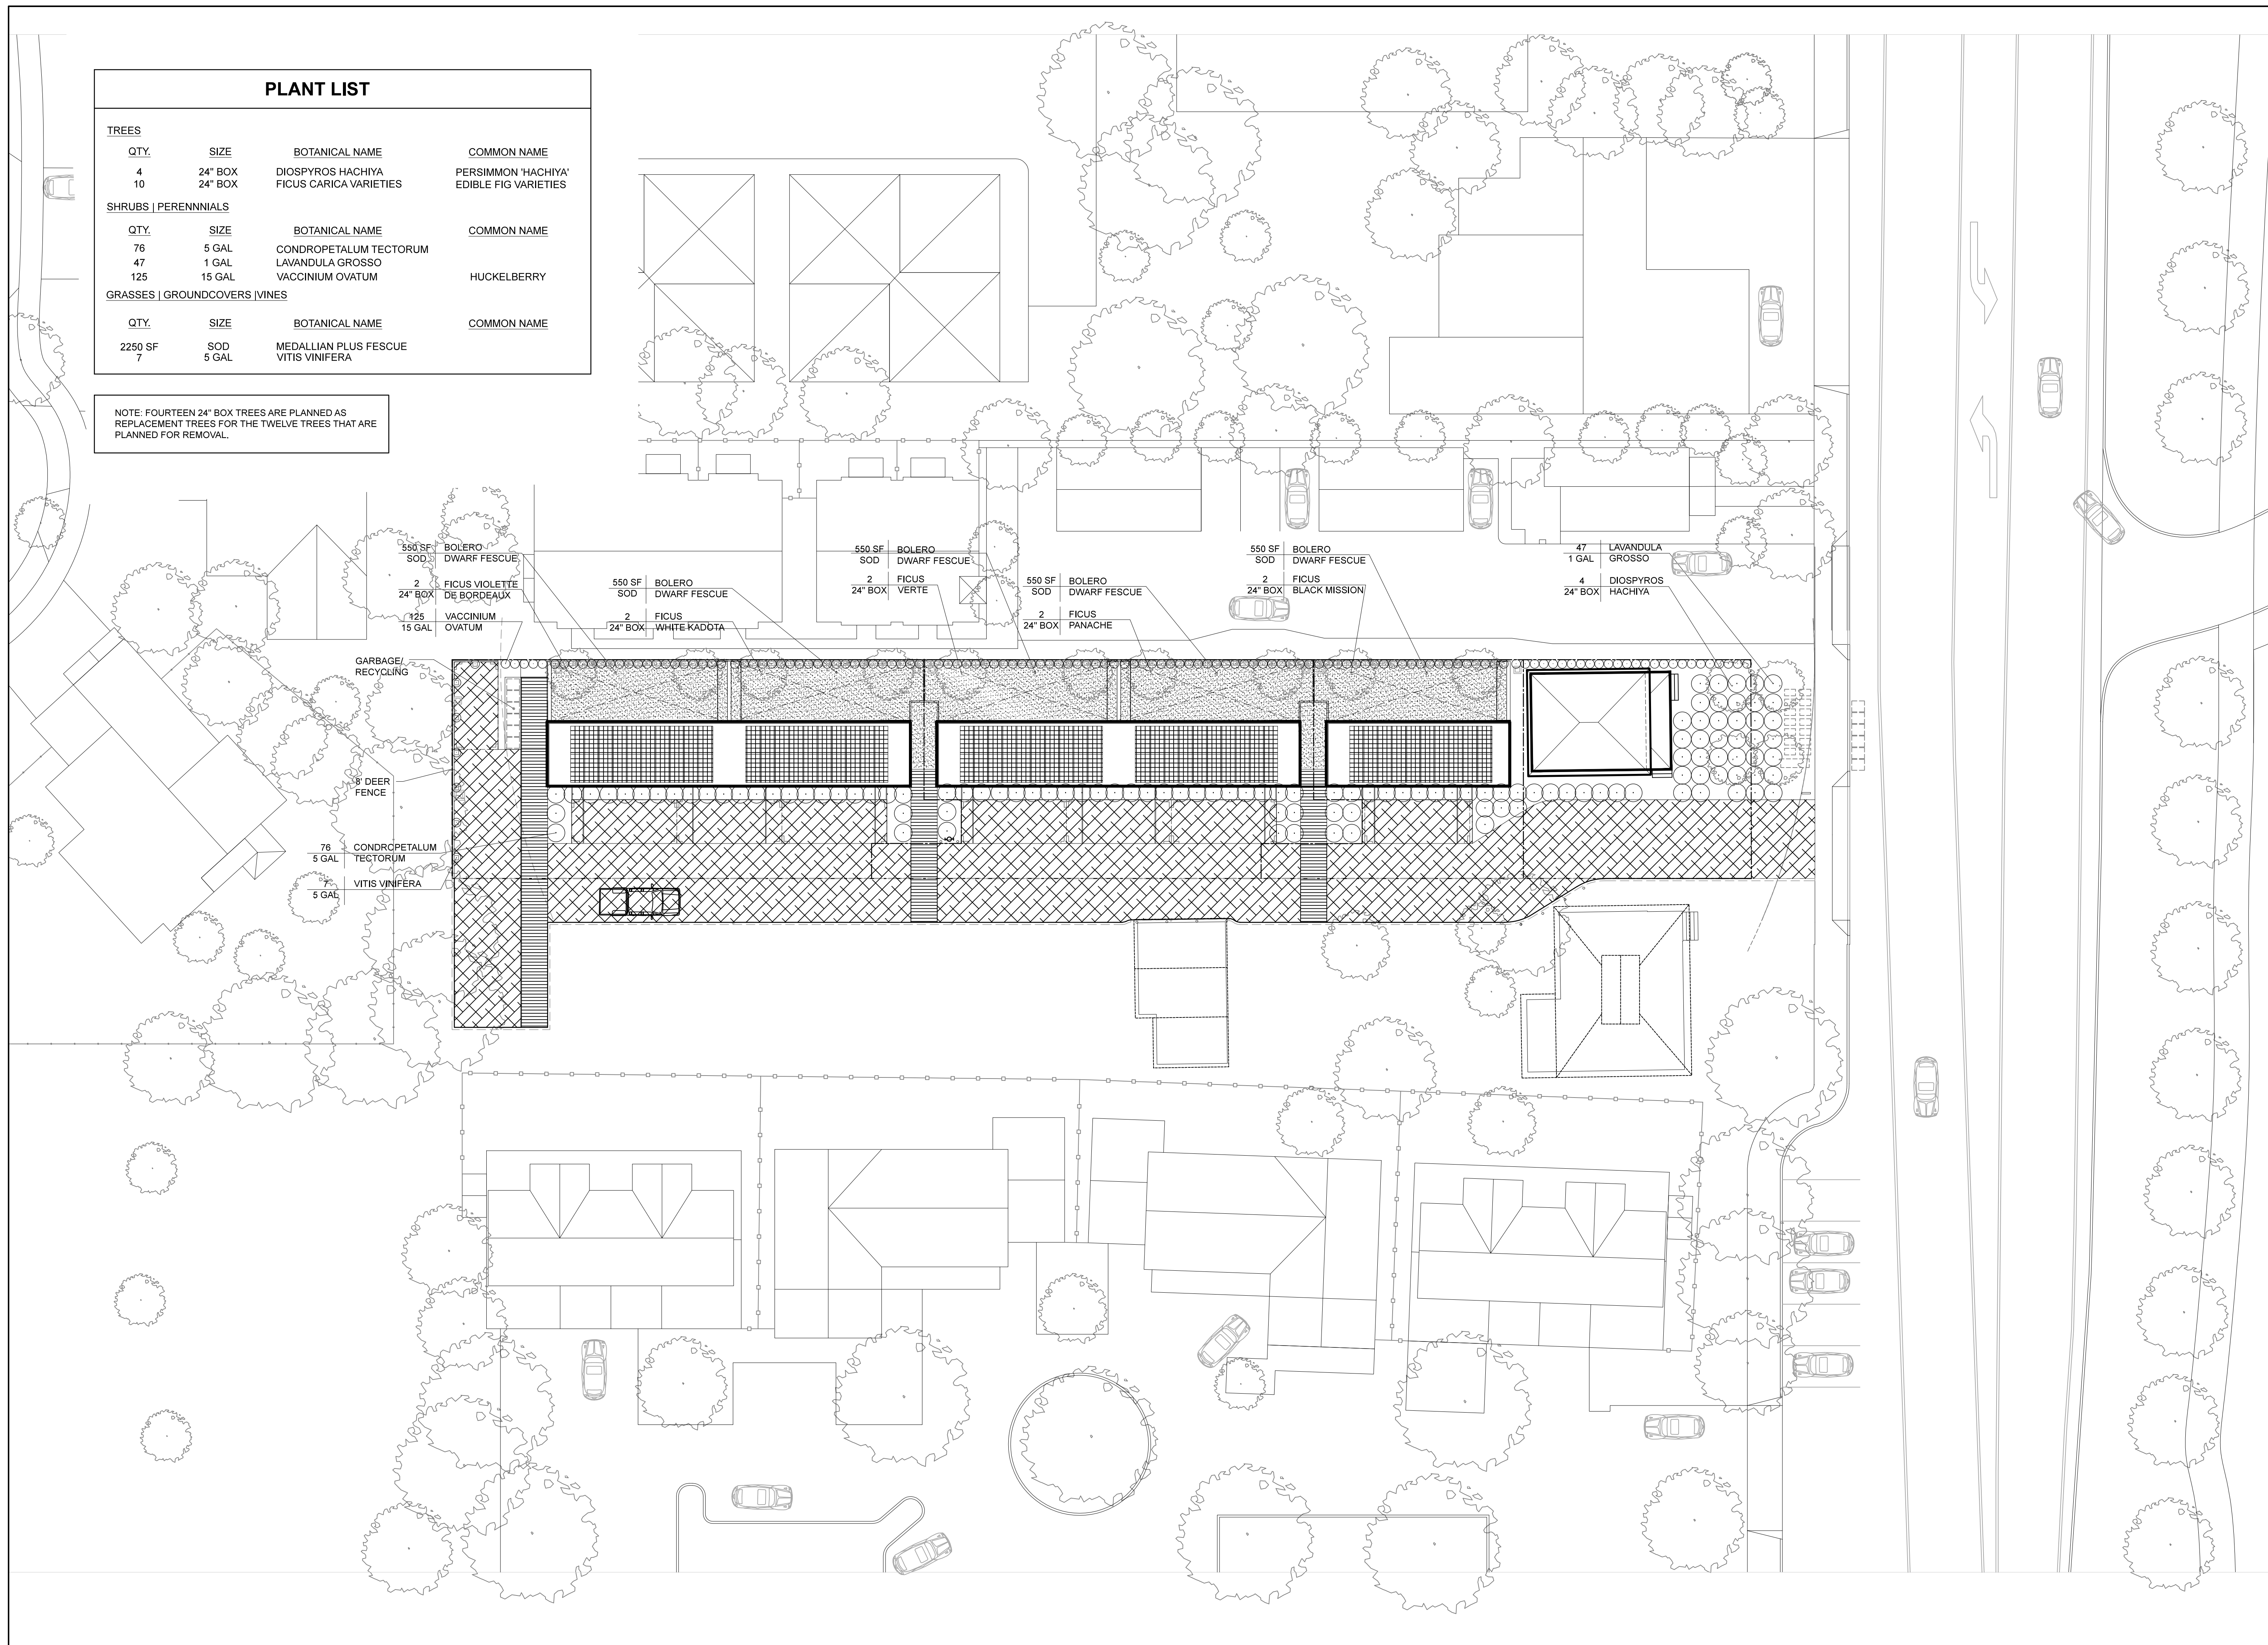 PLANT LIST
TREES
QTY. SIZE BOTANICAL NAME COMMON NAME
4 24" BOX DIOSPYROS HACHIYA PERSIMMON 'HACHIYA'
10 24" BOX FICUS CARICA VARIETIES EDIBLE FIG VARIETIES
SHRUBS | PERENNNIALS
QTY. SIZE BOTANICAL NAME COMMON NAME
76 5 GAL CONDROPETALUM TECTORUM
47 1 GAL LAVANDULA GROSSO
125 15 GAL VACCINIUM OVATUM HUCKELBERRY
GRASSES | GROUNDCOVERS |VINES
QTY. SIZE BOTANICAL NAME COMMON NAME
2250 SF SOD MEDALLIAN PLUS FESCUE
7 5 GAL VITIS VINIFERA
NOTE: FOURTEEN 24" BOX TREES ARE PLANNED AS
REPLACEMENT TREES FOR THE TWELVE TREES THAT ARE
PLANNED FOR REMOVAL.
550 SF BOLERO
SOD DWARF FESCUE
2 FICUS VIOLETTE
24" BOX DE BORDEAUX
125 VACCINIUM
15 GAL OVATUM
550 SF BOLERO
SOD DWARF FESCUE
2 FICUS
24" BOX WHITE KADOTA
550 SF BOLERO
SOD DWARF FESCUE
2 FICUS
24" BOX VERTE
550 SF BOLERO
SOD DWARF FESCUE
2 FICUS
24" BOX PANACHE
550 SF BOLERO
SOD DWARF FESCUE
2 FICUS
24" BOX BLACK MISSION
47 LAVANDULA
1 GAL GROSSO
4 DIOSPYROS
24" BOX HACHIYA
GARBAGE/
RECYCLING
8' DEER
FENCE
76 CONDROPETALUM
5 GAL TECTORUM
7 VITIS VINIFERA
5 GAL